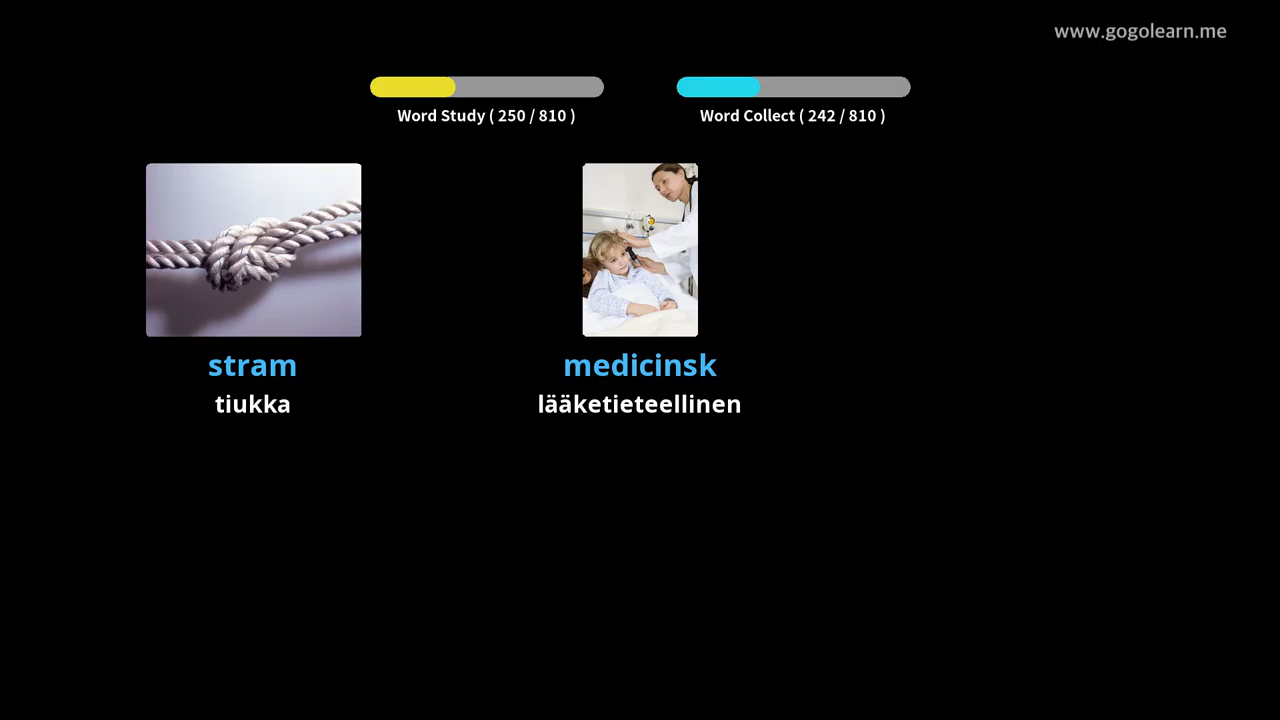 www.gogolearn.me
Word Study ( 250 / 810 )
Word Collect ( 242 / 810 )
stram
medicinsk
tiukka
lääketieteellinen